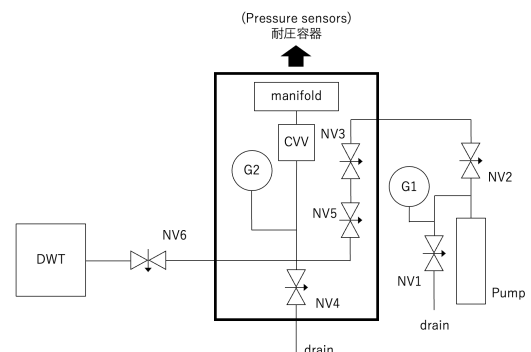 (Pressure sensors)
耐圧容器
manifold
CVV
NV3
G2
G1
NV2
NV5
NV6
DWT
NV1
NV4
Pump
drain
drain